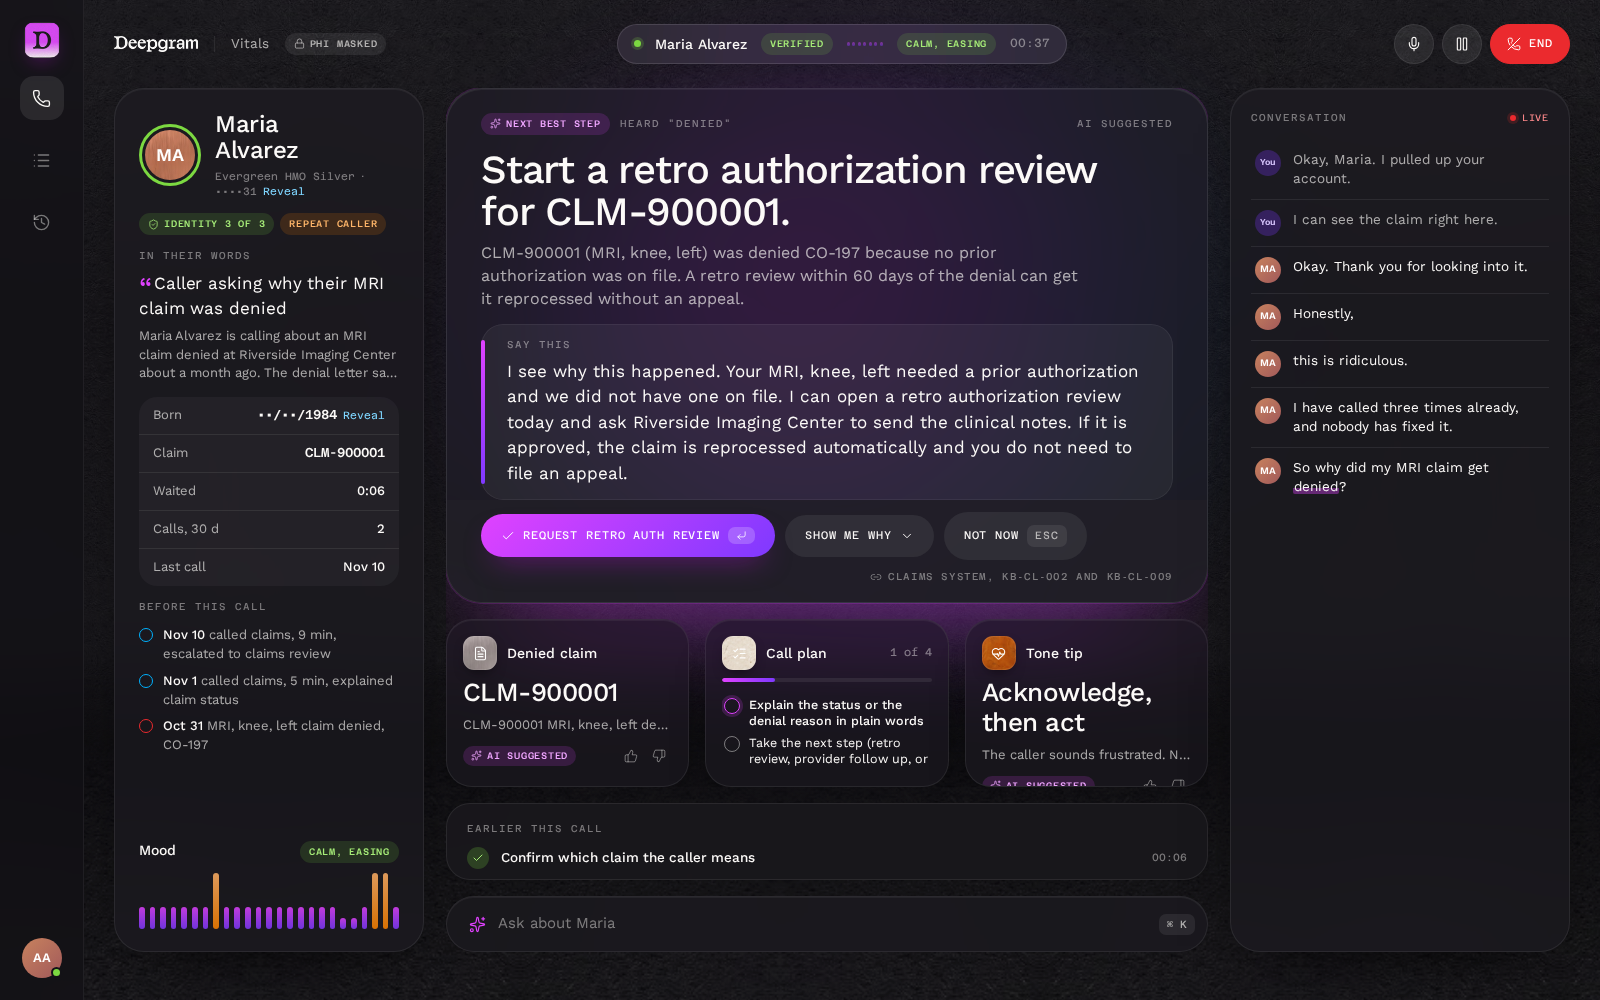 D
Deepgram
Vitals
PHI MASKED
Maria Alvarez
VERIFIED
CALM, EASING
00:37
END
MA
Maria
Alvarez
Evergreen HMO Silver ·
••••31 Reveal
IDENTITY 3 OF 3
REPEAT CALLER
IN THEIR WORDS
“Caller asking why their MRI
claim was denied
Maria Alvarez is calling about an MRI
claim denied at Riverside Imaging Center
about a month ago. The denial letter sa...
Born ••/••/1984 Reveal
Claim CLM-900001
Waited 0:06
Calls, 30 d 2
Last call Nov 10
BEFORE THIS CALL
Nov 10 called claims, 9 min,
escalated to claims review
Nov 1 called claims, 5 min, explained
claim status
Oct 31 MRI, knee, left claim denied,
CO-197
Mood
CALM, EASING
AA
NEXT BEST STEP
HEARD "DENIED"
AI SUGGESTED
Start a retro authorization review
for CLM-900001.
CLM-900001 (MRI, knee, left) was denied CO-197 because no prior
authorization was on file. A retro review within 60 days of the denial can get
it reprocessed without an appeal.
SAY THIS
I see why this happened. Your MRI, knee, left needed a prior authorization
and we did not have one on file. I can open a retro authorization review
today and ask Riverside Imaging Center to send the clinical notes. If it is
approved, the claim is reprocessed automatically and you do not need to
file an appeal.
REQUEST RETRO AUTH REVIEW
SHOW ME WHY
NOT NOW ESC
CLAIMS SYSTEM, KB-CL-002 AND KB-CL-009
Denied claim
CLM-900001
CLM-900001 MRI, knee, left de...
AI SUGGESTED
Call plan
1 of 4
Explain the status or the
denial reason in plain words
Take the next step (retro
review, provider follow up, or
Tone tip
Acknowledge,
then act
The caller sounds frustrated. N...
AI SUGGESTED
EARLIER THIS CALL
Confirm which claim the caller means
00:06
Ask about Maria
⌘ K
CONVERSATION
LIVE
You
Okay, Maria. I pulled up your
account.
You
I can see the claim right here.
MA
Okay. Thank you for looking into it.
MA
Honestly,
MA
this is ridiculous.
MA
I have called three times already,
and nobody has fixed it.
MA
So why did my MRI claim get
denied?